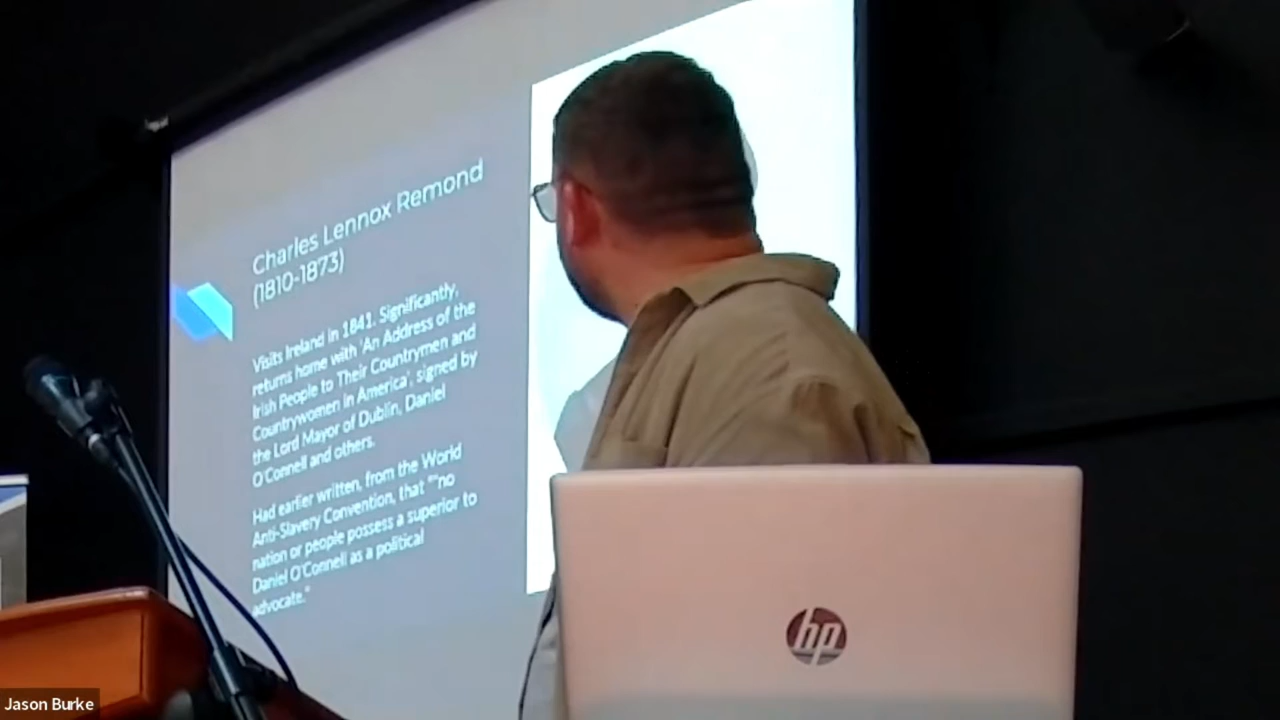 Charles Lennox Remond
(1810-1873)
Visits Ireland in 1841. Significantly,
returns home with 'An Address of the
Irish People to Their Countrymen and
Countrywomen in America', signed by
the Lord Mayor of Dublin, Daniel
O'Connell and others.
Had earlier written, from the World
Anti-Slavery Convention, that ""no
nation or people possess a superior to
Daniel O'Connell as a political
advocate."
hp
Jason Burke